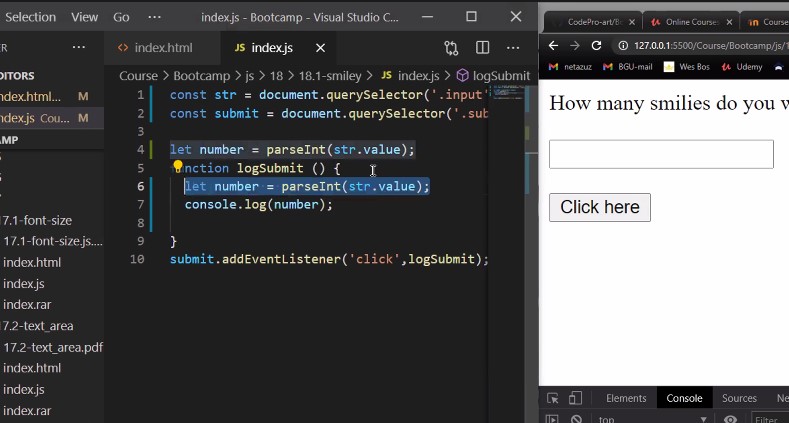 Selection View Go ··· index.js - Bootcamp - Visual Studio C...
ER ···
EDITORS
ndex.html... M
ndex.js Cou... M
AMP
17.1-font-size
17.1-font-size.js....
index.html
index.js
index.rar
17.2-text_area
17.2-text_area.pdf
index.html
index.js
index.rar
<> index.html JS index.js ×
Course > Bootcamp > js > 18 > 18.1-smiley > JS index.js > logSubmit
1 const str = document.querySelector('.input'
2 const submit = document.querySelector('.sub
3
4 let number = parseInt(str.value);
5 nction logSubmit () {
6 let number = parseInt(str.value);
7 console.log(number);
8
9 }
10 submit.addEventListener('click',logSubmit);
CodePro-art/B × Online Course × Course
127.0.0.1:5500/Course/Bootcamp/js/1
netazuz BGU-mail Wes Bos Udemy
How many smilies do you w
Click here
Elements Console Sources Ne
top Filter